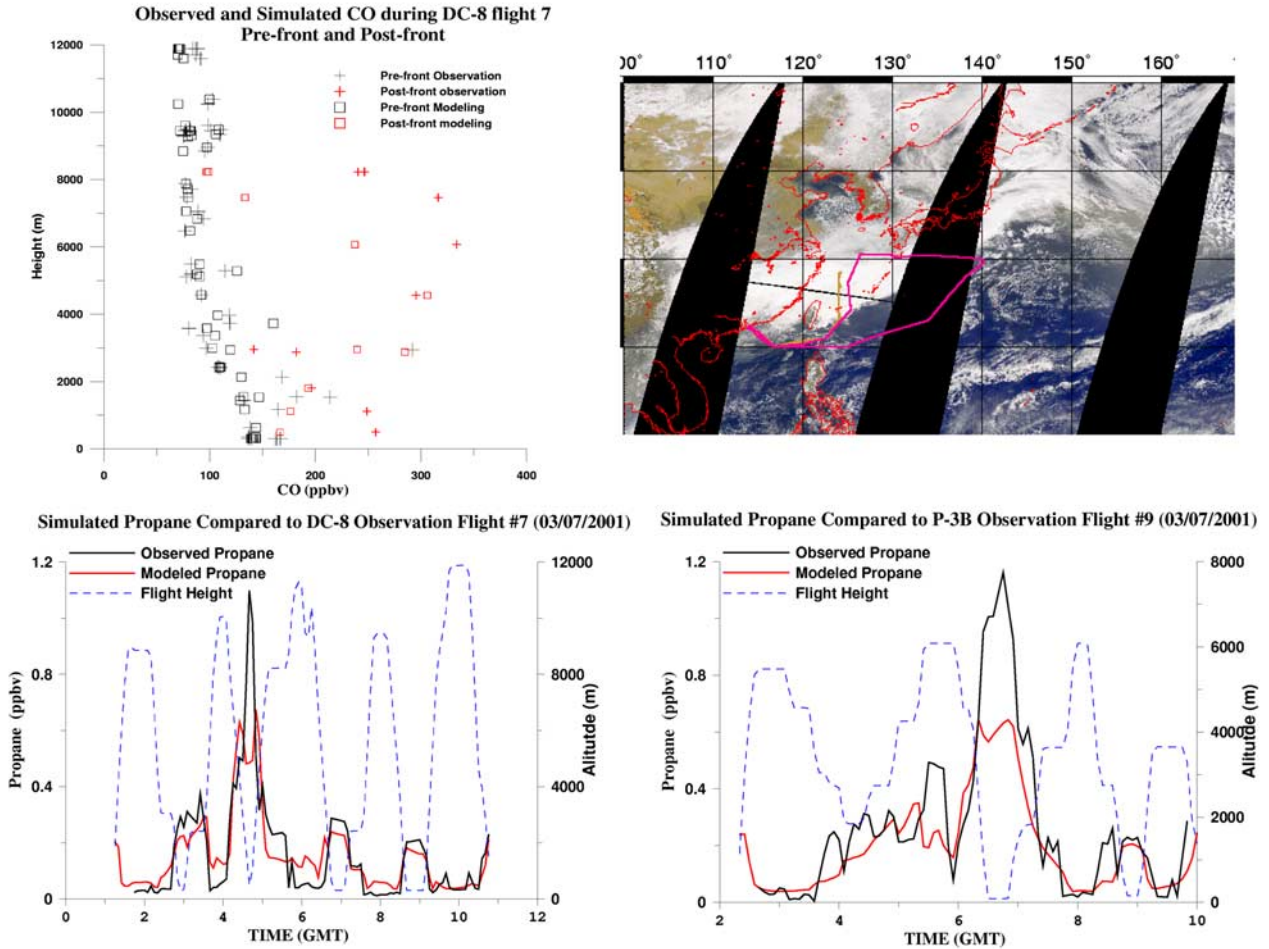 Observed and Simulated CO during DC-8 flight 7
Pre-front and Post-front
12000
10000
8000
6000
4000
2000
0
Height (m)
Pre-front Observation
Post-front observation
Pre-front Modeling
Post-front modeling
0 100 200 300 400
CO (ppbv)
00° 110° 120° 130° 140° 150° 160°
Simulated Propane Compared to DC-8 Observation Flight #7 (03/07/2001)
Observed Propane
Modeled Propane
Flight Height
1.2
0.8
0.4
0
Propane (ppbv)
12000
8000
4000
0
Alitutde (m)
0 2 4 6 8 10 12
TIME (GMT)
Simulated Propane Compared to P-3B Observation Flight #9 (03/07/2001)
Observed Propane
Modeled Propane
Flight Height
1.2
0.8
0.4
0
Propane (ppbv)
8000
6000
4000
2000
0
Alitutde (m)
2 4 6 8 10
TIME (GMT)